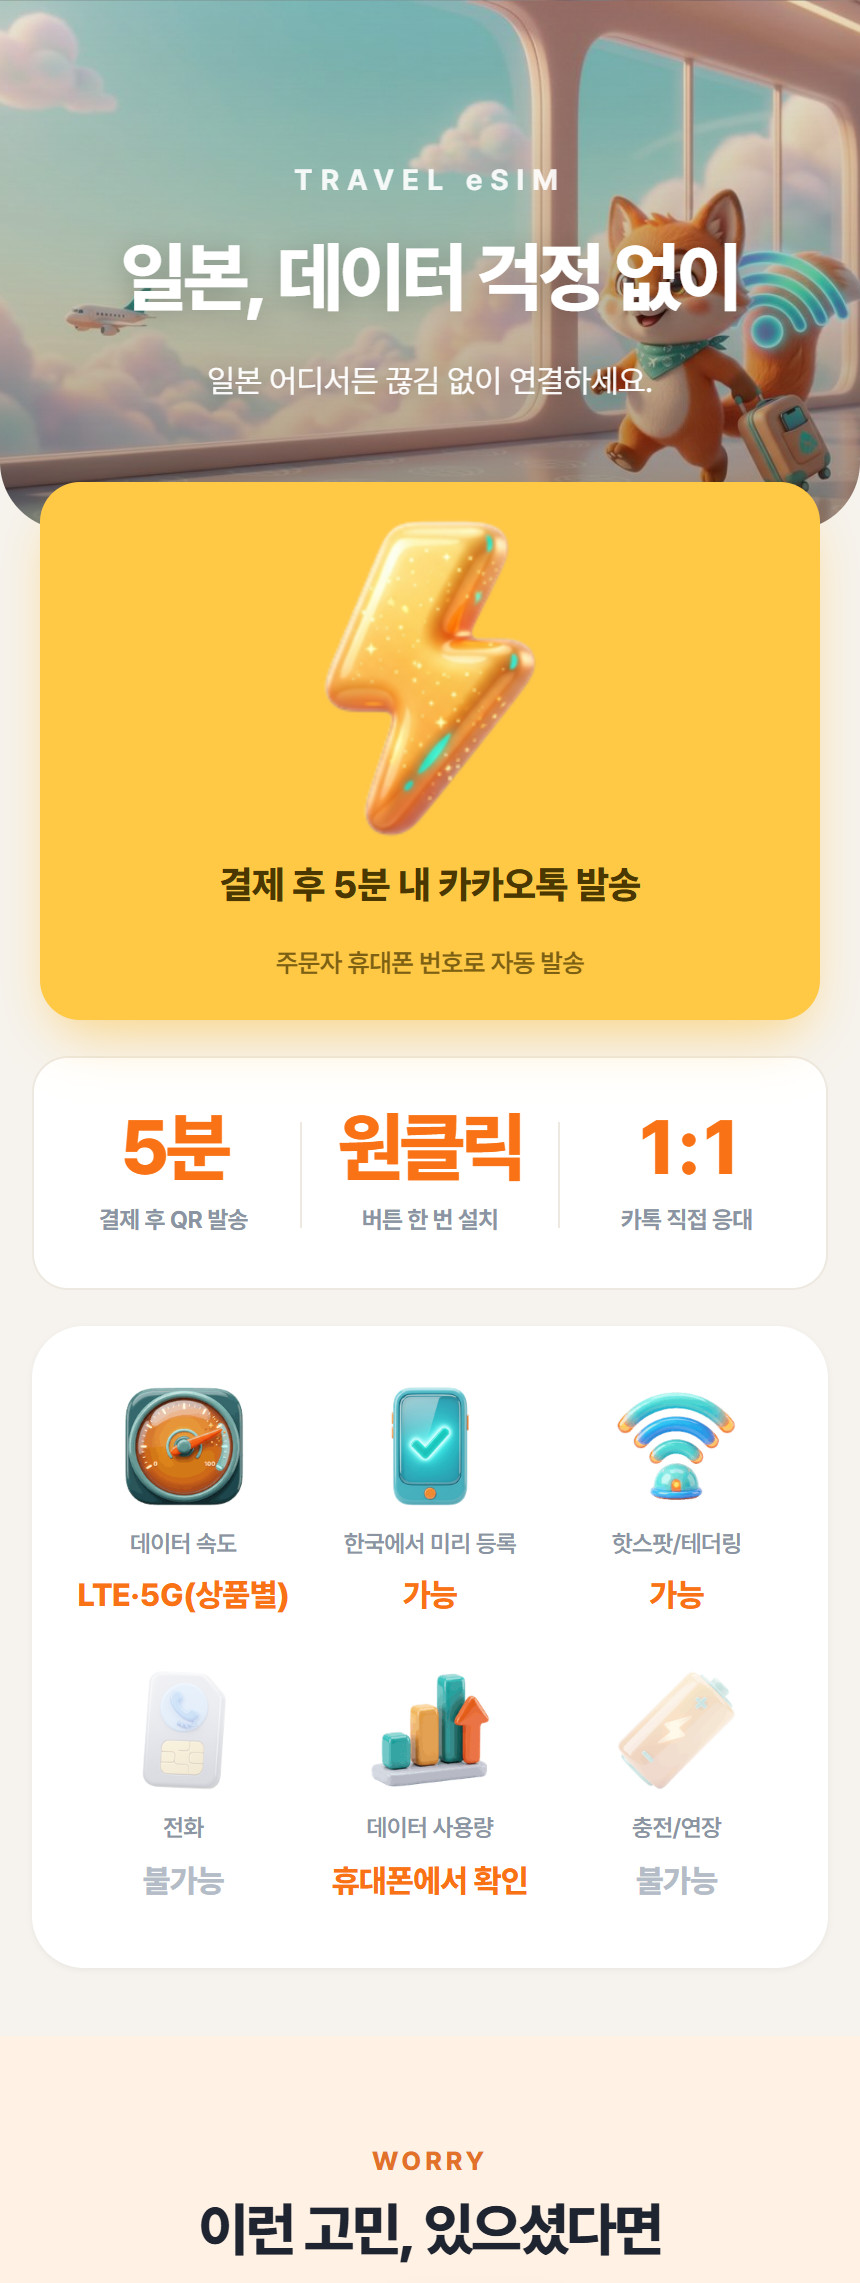 TRAVEL eSIM
일본, 데이터 걱정 없이
일본 어디서든 끊김 없이 연결하세요.
결제 후 5분 내 카카오톡 발송
주문자 휴대폰 번호로 자동 발송
5분
결제 후 QR 발송
원클릭
버튼 한 번 설치
1:1
카톡 직접 응대
0 100
데이터 속도
LTE·5G(상품별)
한국에서 미리 등록
가능
핫스팟/테더링
가능
전화
불가능
데이터 사용량
휴대폰에서 확인
충전/연장
불가능
WORRY
이런 고민, 있으셨다면